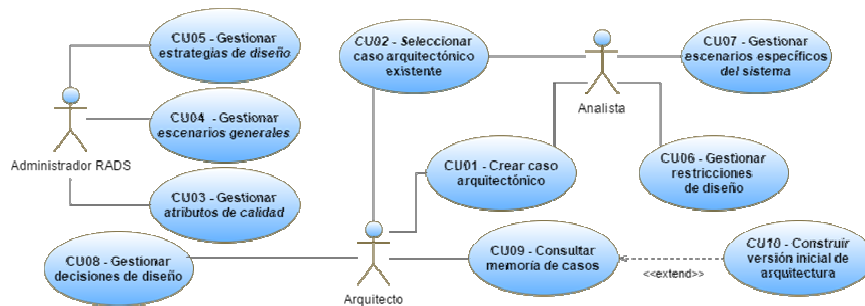 CU05 - Gestionar
estrategias de diseño
CU02 - Seleccionar
caso arquitectónico
existente
CU07 - Gestionar
escenarios específicos
del sistema
Analista
CU04 - Gestionar
escenarios generales
Administrador RADS
CU01 - Crear caso
arquitectónico
CU06 - Gestionar
restricciones
de diseño
CU03 - Gestionar
atributos de calidad
CU08 - Gestionar
decisiones de diseño
Arquitecto
CU09 - Consultar
memoria de casos
<<extend>>
CU10 - Construir
versión inicial de
arquitectura